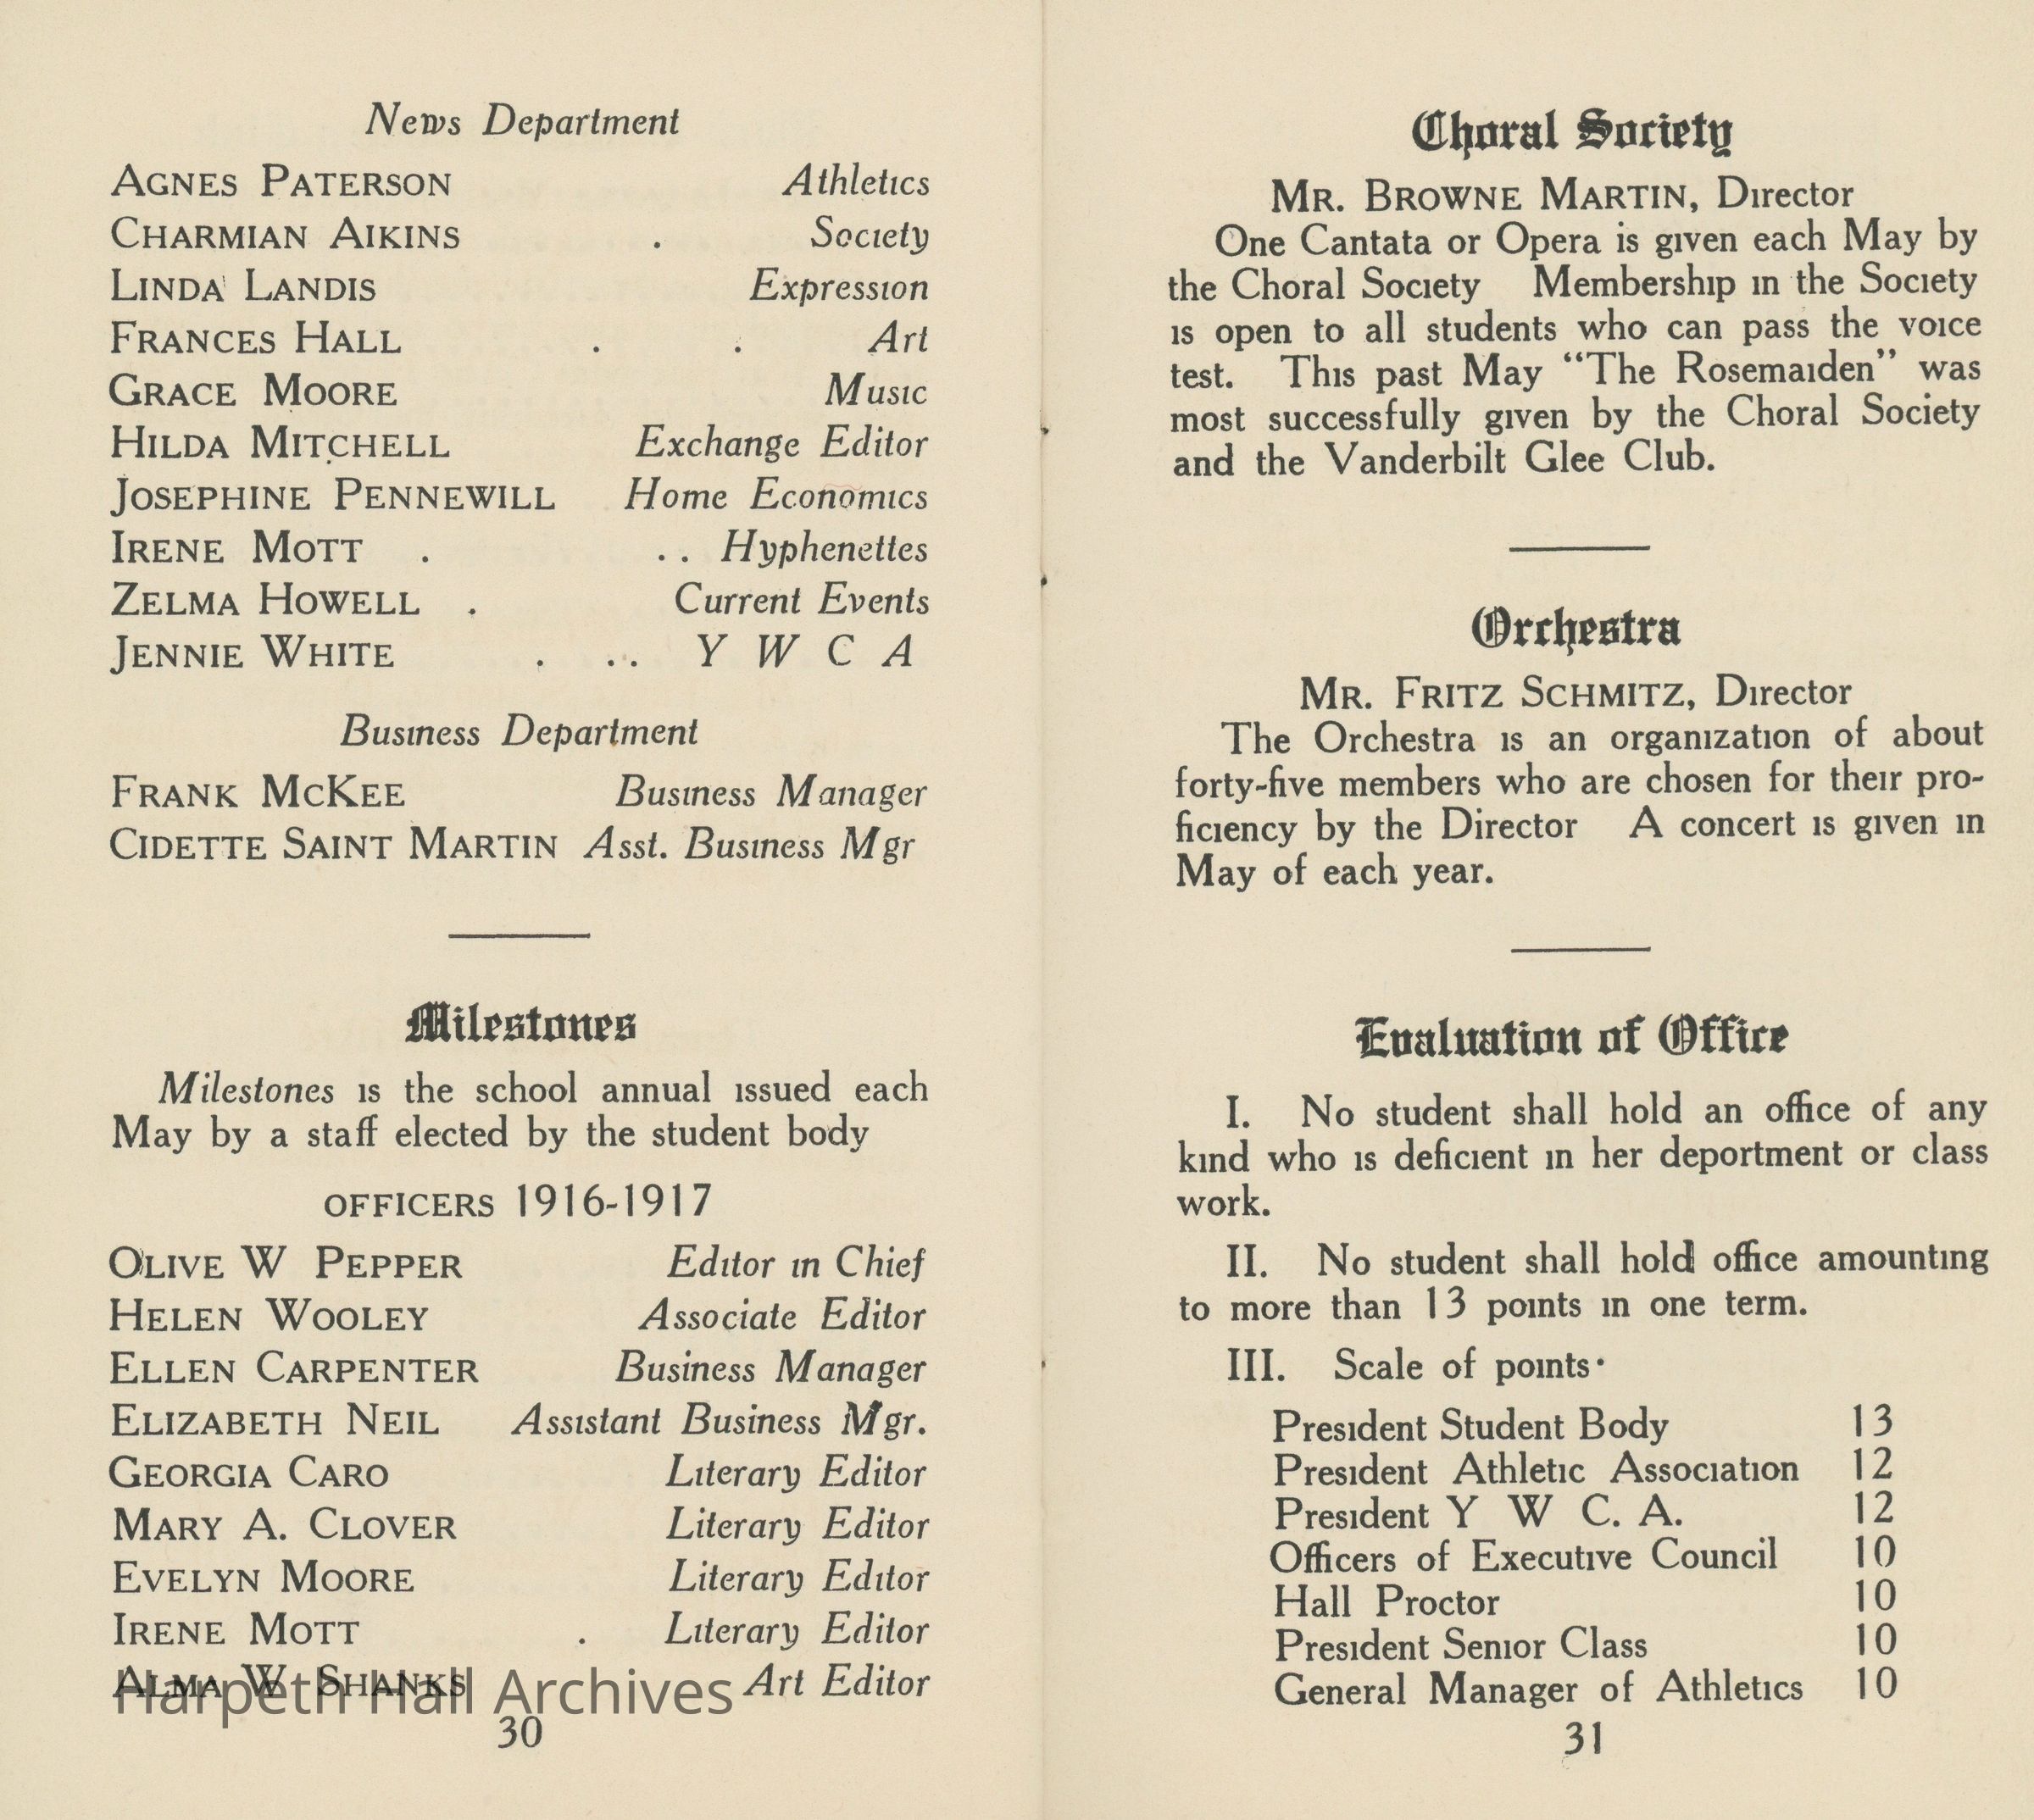 News Department
AGNES PATERSON Athletics
CHARMIAN AIKINS . Society
LINDA LANDIS Expression
FRANCES HALL . . Art
GRACE MOORE Music
HILDA MITCHELL Exchange Editor
JOSEPHINE PENNEWILL Home Economics
IRENE MOTT . .. Hyphenettes
ZELMA HOWELL . Current Events
JENNIE WHITE . .. Y W C A
Business Department
FRANK MCKEE Business Manager
CIDETTE SAINT MARTIN Asst. Business Mgr
Milestones
Milestones is the school annual issued each
May by a staff elected by the student body
OFFICERS 1916-1917
OLIVE W PEPPER Editor in Chief
HELEN WOOLEY Associate Editor
ELLEN CARPENTER Business Manager
ELIZABETH NEIL Assistant Business Mgr.
GEORGIA CARO Literary Editor
MARY A. CLOVER Literary Editor
EVELYN MOORE Literary Editor
IRENE MOTT . Literary Editor
ALMA W SHANKS Art Editor
Harpeth Hall Archives
30
Choral Society
MR. BROWNE MARTIN, Director
One Cantata or Opera is given each May by
the Choral Society Membership in the Society
is open to all students who can pass the voice
test. This past May “The Rosemaiden” was
most successfully given by the Choral Society
and the Vanderbilt Glee Club.
Orchestra
MR. FRITZ SCHMITZ, Director
The Orchestra is an organization of about
forty-five members who are chosen for their pro-
ficiency by the Director A concert is given in
May of each year.
Evaluation of Office
I. No student shall hold an office of any
kind who is deficient in her deportment or class
work.
II. No student shall hold office amounting
to more than 13 points in one term.
III. Scale of points·
President Student Body 13
President Athletic Association 12
President Y W C. A. 12
Officers of Executive Council 10
Hall Proctor 10
President Senior Class 10
General Manager of Athletics 10
31